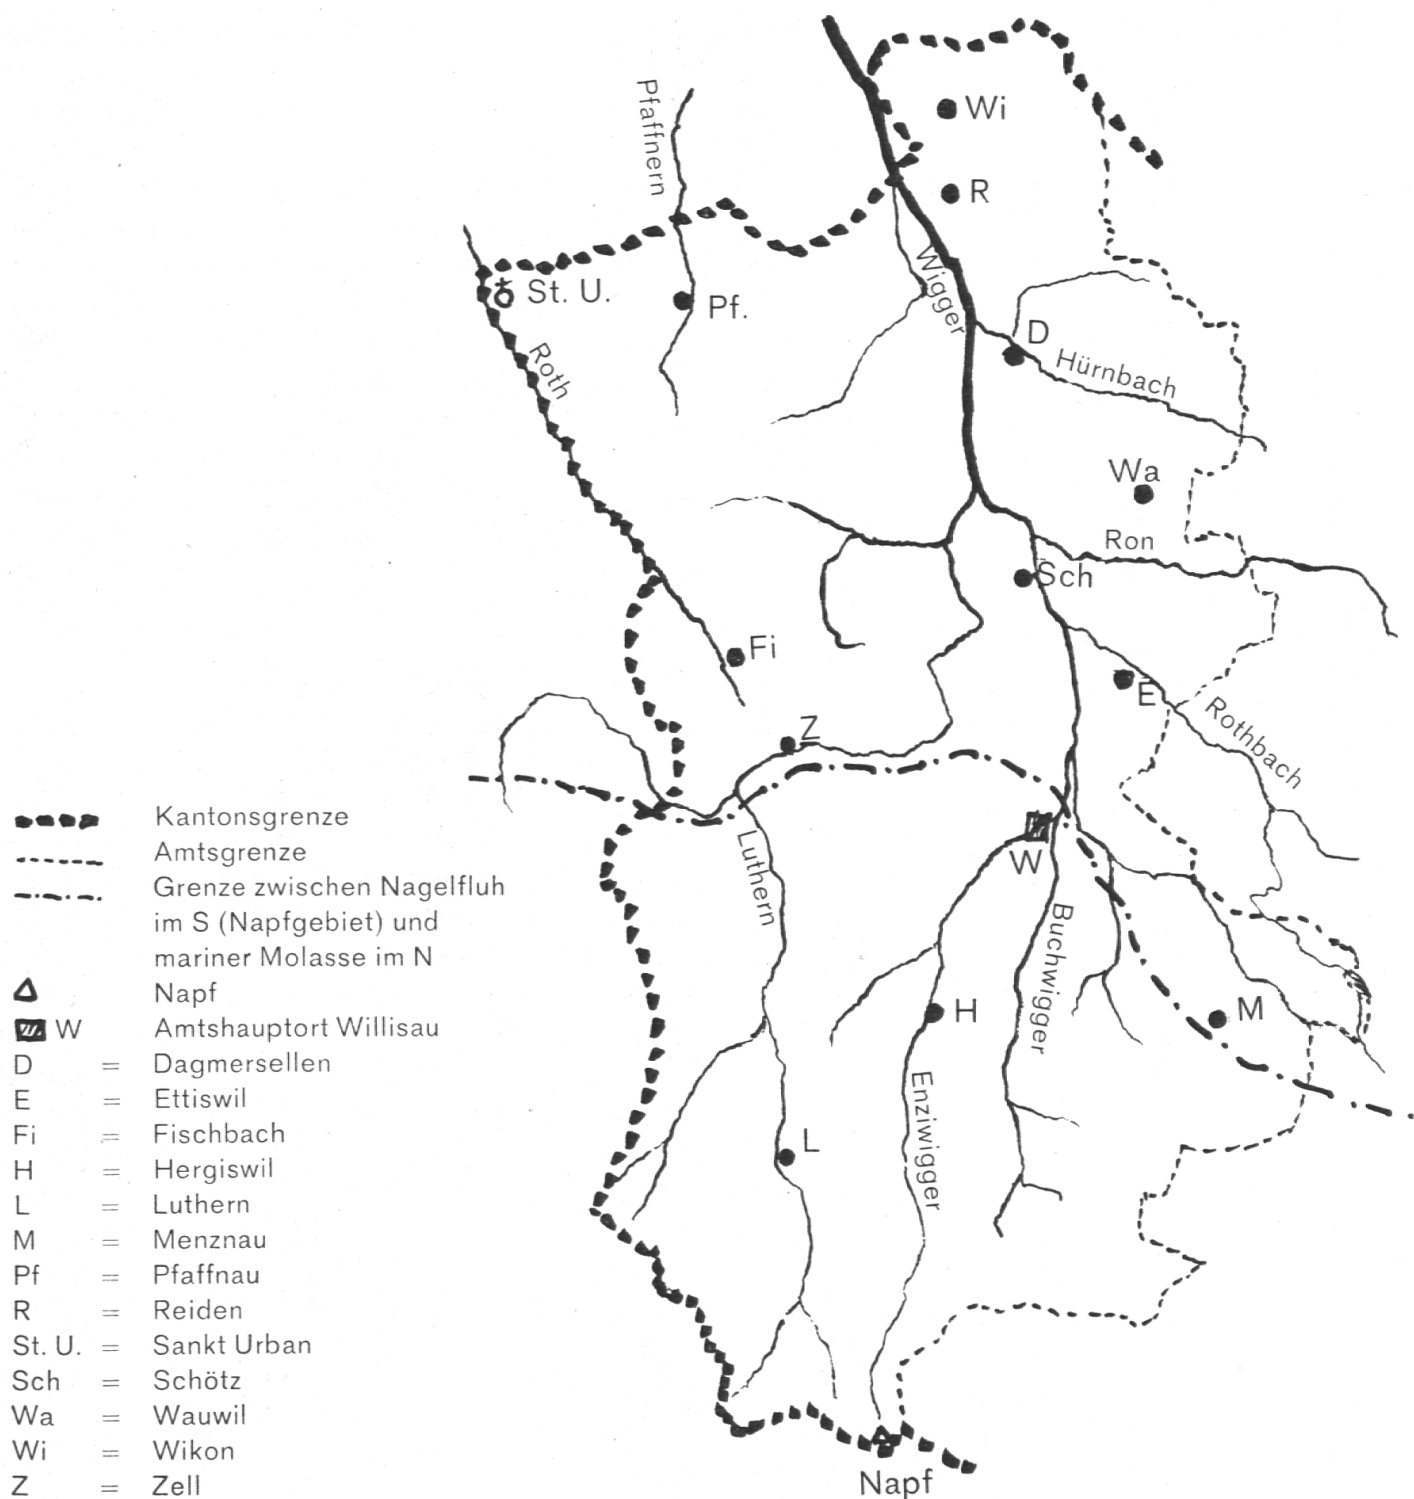 Wi
Pfaffnern
R
Wigger
St. U.
Pf.
D
Roth
Hürnbach
Wa
Ron
Sch
Fi
E
Rothbach
Z
Kantonsgrenze
Amtsgrenze
Grenze zwischen Nagelfluh
im S (Napfgebiet) und
mariner Molasse im N
Napf
W Amtshauptort Willisau
D = Dagmersellen
E = Ettiswil
Fi = Fischbach
H = Hergiswil
L = Luthern
M = Menznau
Pf = Pfaffnau
R = Reiden
St. U. = Sankt Urban
Sch = Schötz
Wa = Wauwil
Wi = Wikon
Z = Zell
W
Luthern
Buchwigger
H
M
Enziwigger
L
Napf